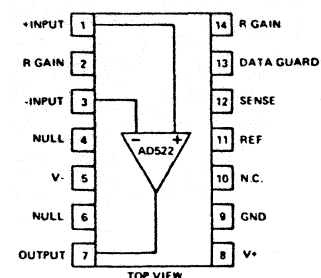 +INPUT 1 14 R GAIN
R GAIN 2 13 DATA GUARD
-INPUT 3 12 SENSE
NULL 4 11 REF
- +
AD522
V- 5 10 N.C.
NULL 6 9 GND
OUTPUT 7 8 V+
TOP VIEW